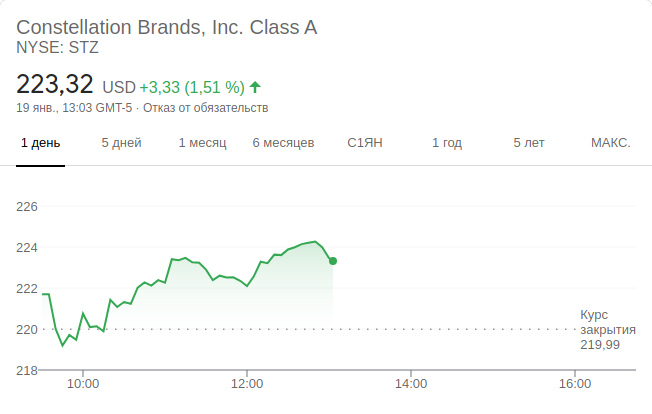 Constellation Brands, Inc. Class A
NYSE: STZ
223,32 USD +3,33 (1,51 %)
19 янв., 13:03 GMT-5 · Отказ от обязательств
1 день 5 дней 1 месяц 6 месяцев С1ЯН 1 год 5 лет МАКС.
226
224
222
220
218
Курс
закрытия
219,99
10:00 12:00 14:00 16:00